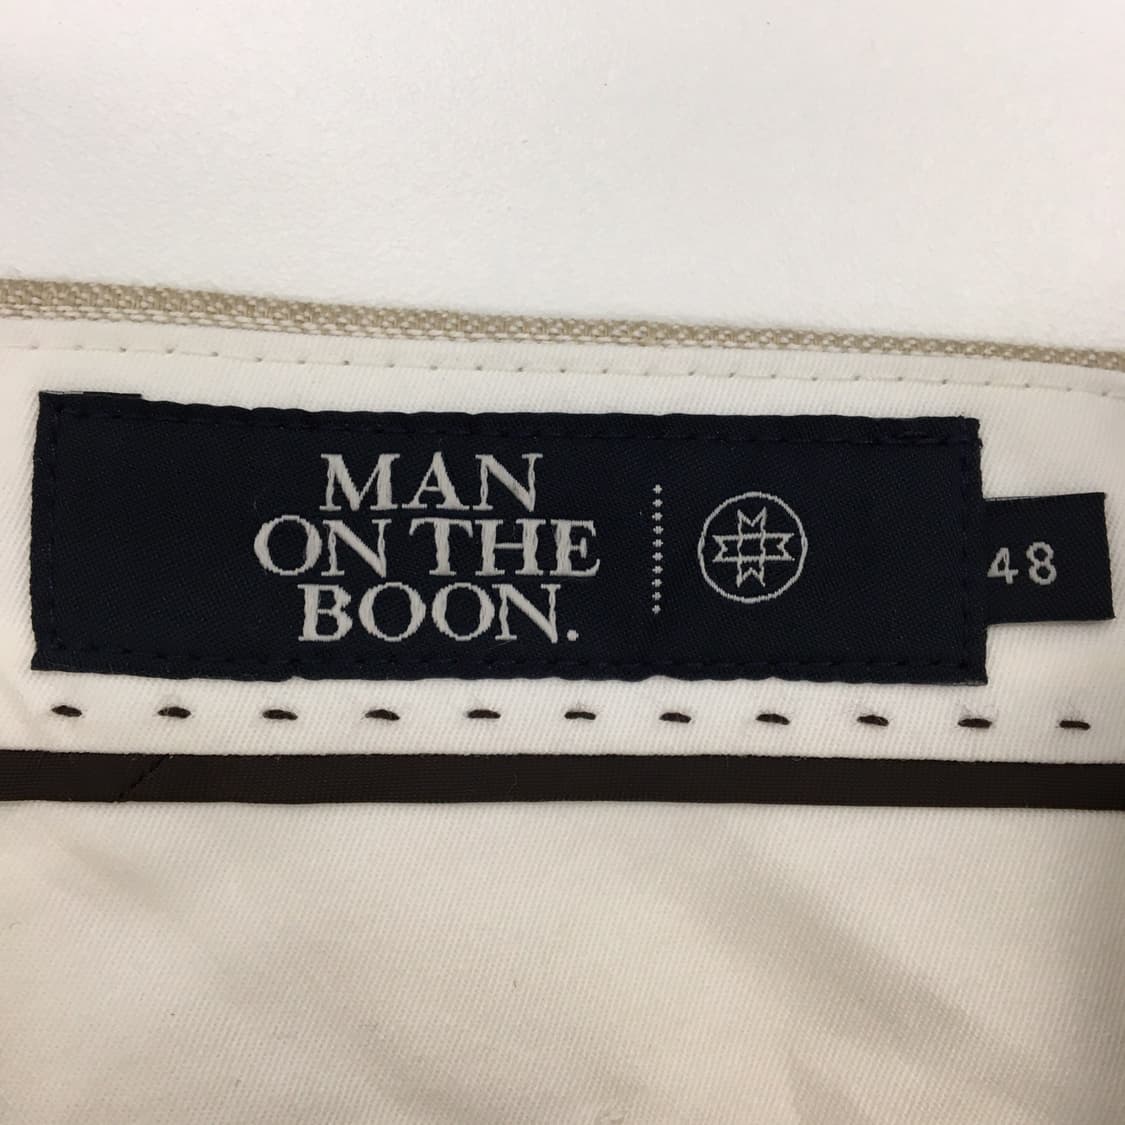 MAN
ON THE
BOON.
48